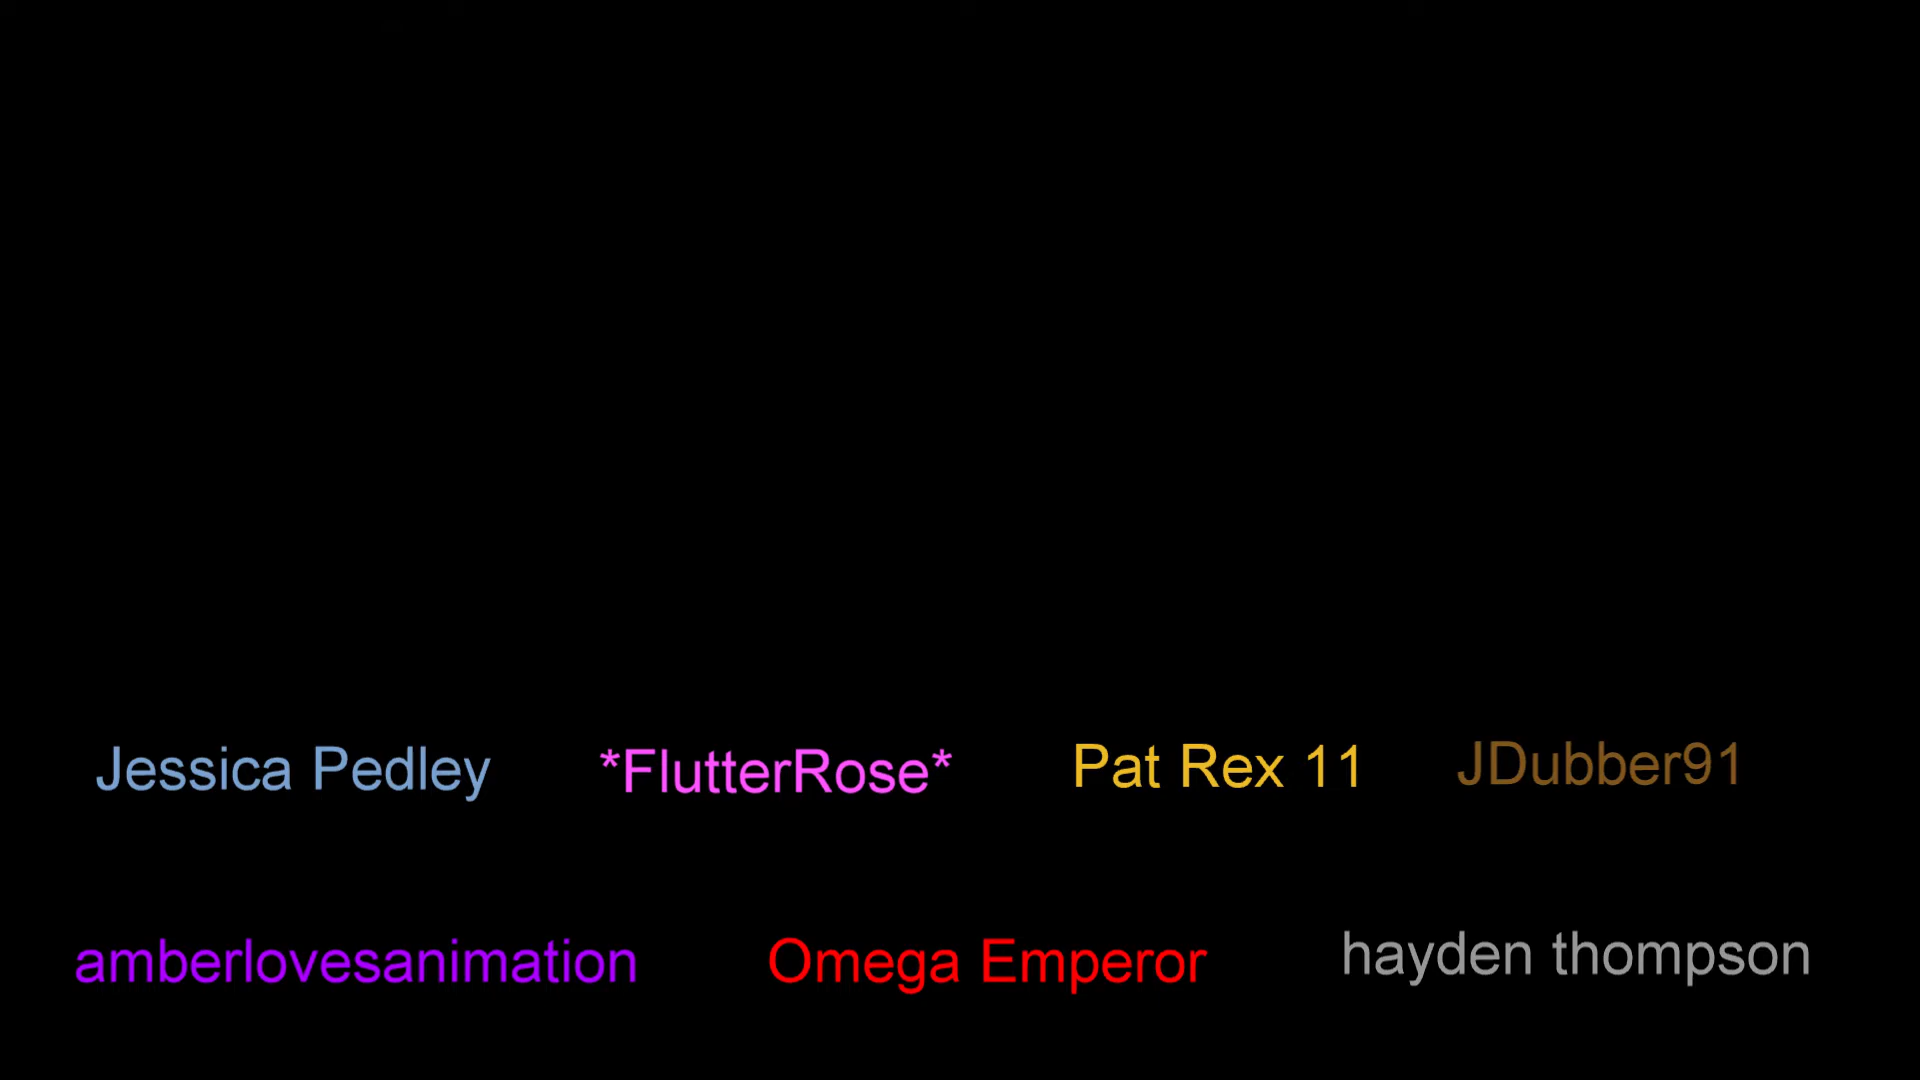 Jessica Pedley *FlutterRose* Pat Rex 11 JDubber91
amberlovesanimation Omega Emperor hayden thompson